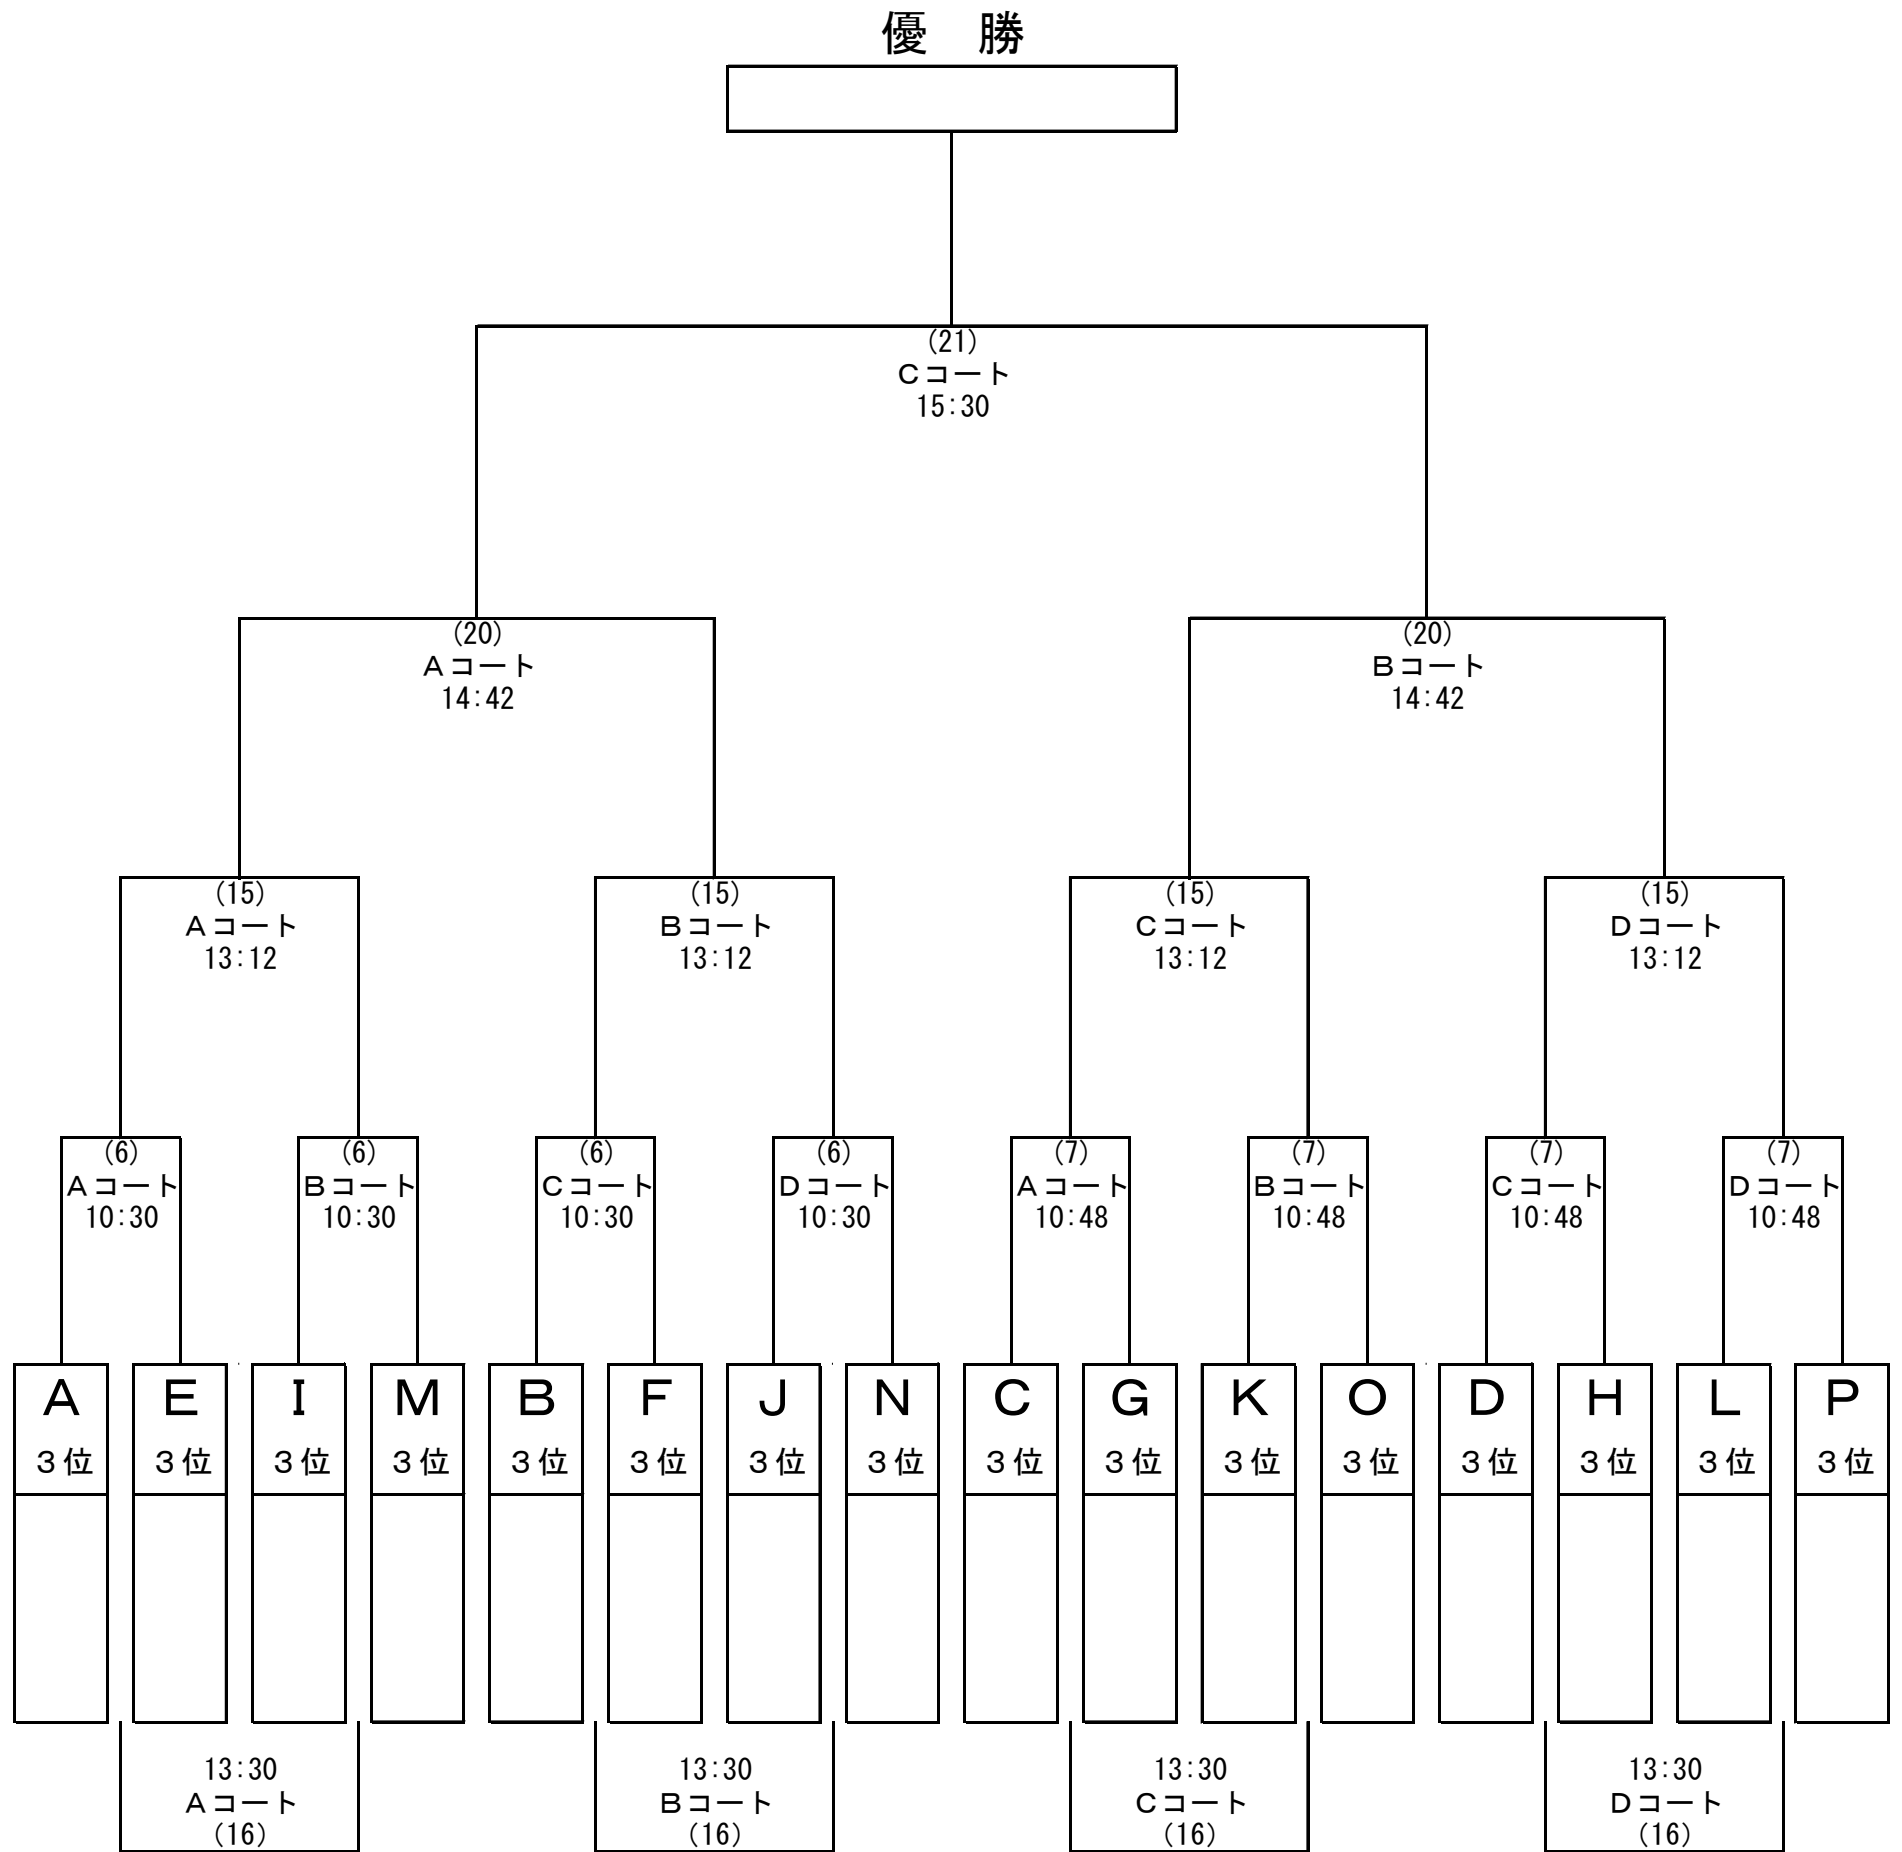 優　勝
(21)
Ｃコート
15:30
(20)
Ａコート
14:42
(20)
Ｂコート
14:42
(15)
Ａコート
13:12
(15)
Ｂコート
13:12
(15)
Ｃコート
13:12
(15)
Ｄコート
13:12
(6)
Ａコート
10:30
(6)
Ｂコート
10:30
(6)
Ｃコート
10:30
(6)
Ｄコート
10:30
(7)
Ａコート
10:48
(7)
Ｂコート
10:48
(7)
Ｃコート
10:48
(7)
Ｄコート
10:48
Ａ
３位
Ｅ
３位
Ｉ
３位
Ｍ
３位
Ｂ
３位
Ｆ
３位
Ｊ
３位
Ｎ
３位
Ｃ
３位
Ｇ
３位
Ｋ
３位
Ｏ
３位
Ｄ
３位
Ｈ
３位
Ｌ
３位
Ｐ
３位
13:30
Ａコート
(16)
13:30
Ｂコート
(16)
13:30
Ｃコート
(16)
13:30
Ｄコート
(16)